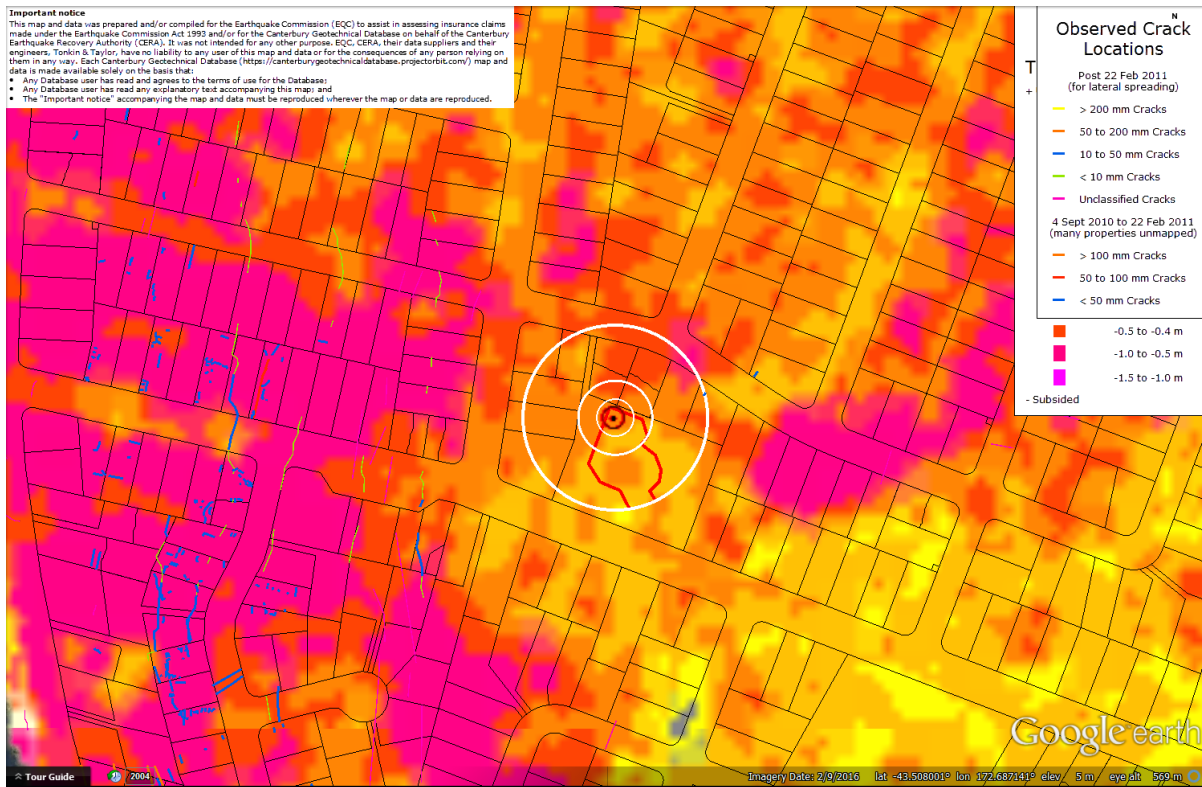 Important notice
This map and data was prepared and/or compiled for the Earthquake Commission (EQC) to assist in assessing insurance claims
made under the Earthquake Commission Act 1993 and/or for the Canterbury Geotechnical Database on behalf of the Canterbury
Earthquake Recovery Authority (CERA). It was not intended for any other purpose. EQC, CERA, their data suppliers and their
engineers, Tonkin & Taylor, have no liability to any user of this map and data or for the consequences of any person relying on
them in any way. Each Canterbury Geotechnical Database (https://canterburygeotechnicaldatabase.projectorbit.com/) map and
data is made available solely on the basis that:
• Any Database user has read and agrees to the terms of use for the Database;
• Any Database user has read any explanatory text accompanying this map; and
• The "Important notice" accompanying the map and data must be reproduced wherever the map or data are reproduced.
N
Observed Crack
Locations
T
+
Post 22 Feb 2011
(for lateral spreading)
> 200 mm Cracks
50 to 200 mm Cracks
10 to 50 mm Cracks
< 10 mm Cracks
Unclassified Cracks
4 Sept 2010 to 22 Feb 2011
(many properties unmapped)
> 100 mm Cracks
50 to 100 mm Cracks
< 50 mm Cracks
-0.5 to -0.4 m
-1.0 to -0.5 m
-1.5 to -1.0 m
- Subsided
Google earth
Tour Guide
2004
Imagery Date: 2/9/2016 lat -43.508001° lon 172.687141° elev 5 m eye alt 569 m